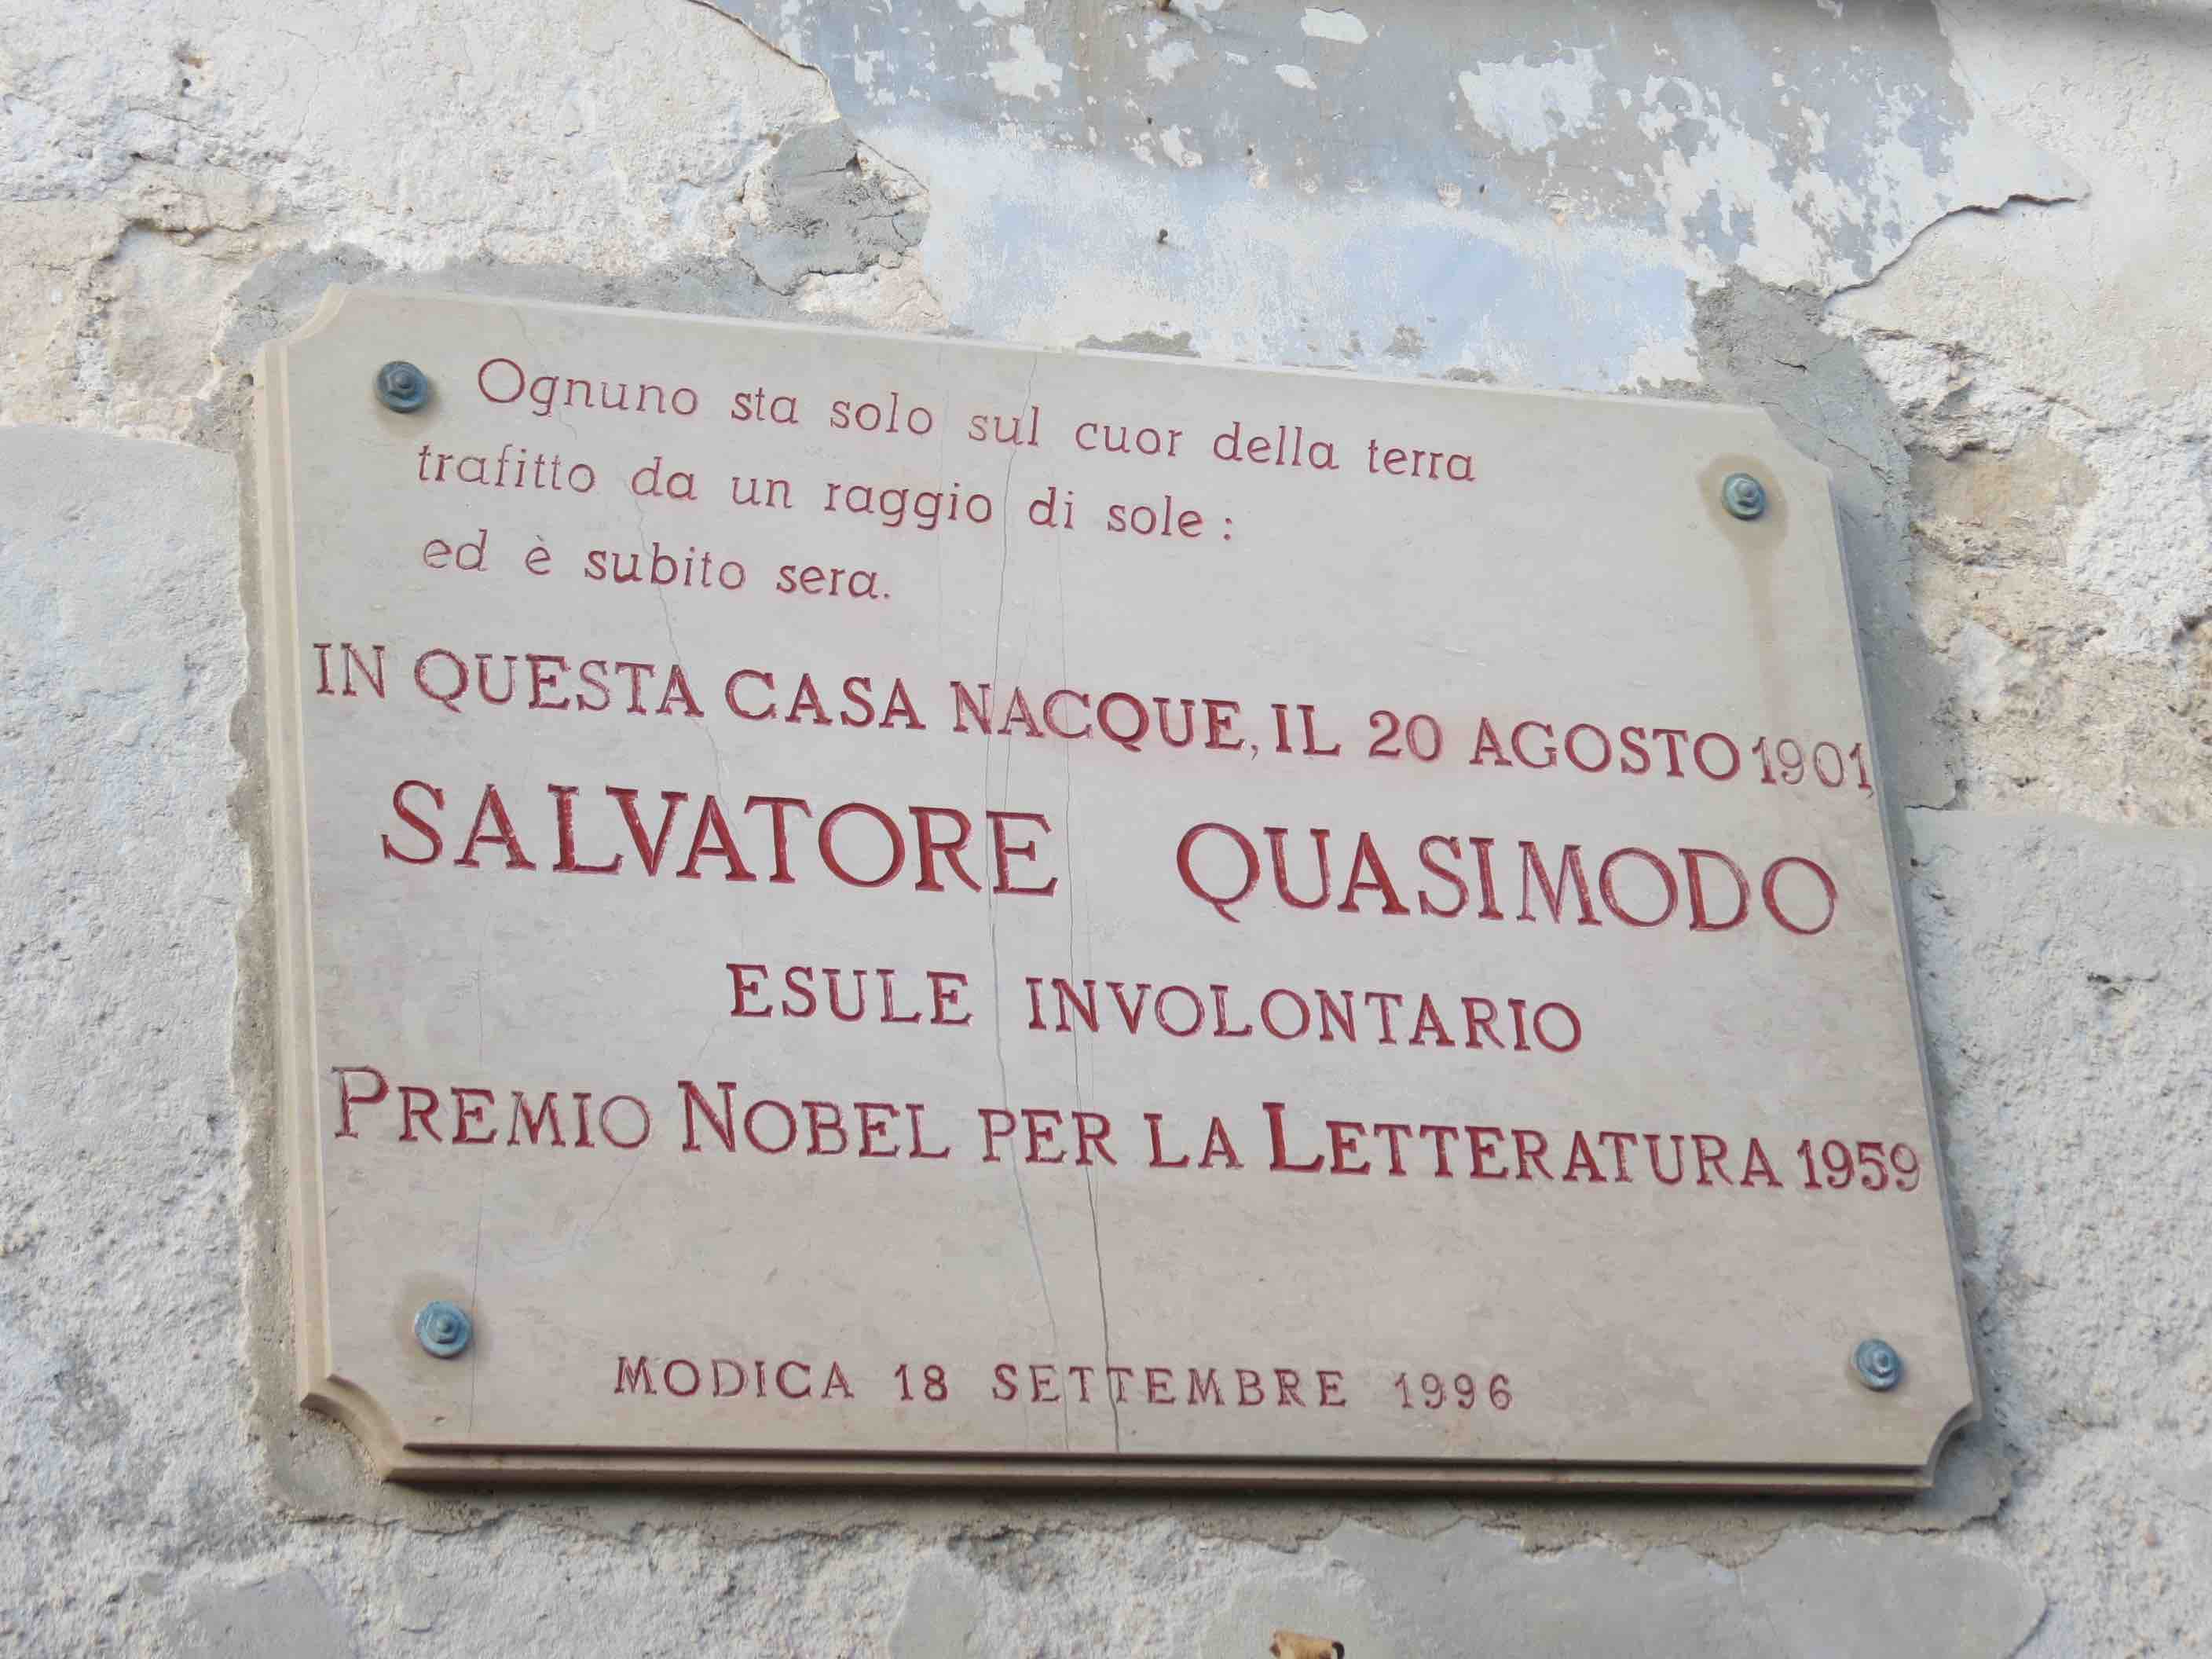 Ognuno sta solo sul cuor della terra
trafitto da un raggio di sole :
ed è subito sera.
IN QUESTA CASA NACQUE, IL 20 AGOSTO 1901,
SALVATORE QUASIMODO
ESULE INVOLONTARIO
PREMIO NOBEL PER LA LETTERATURA 1959
MODICA 18 SETTEMBRE 1996